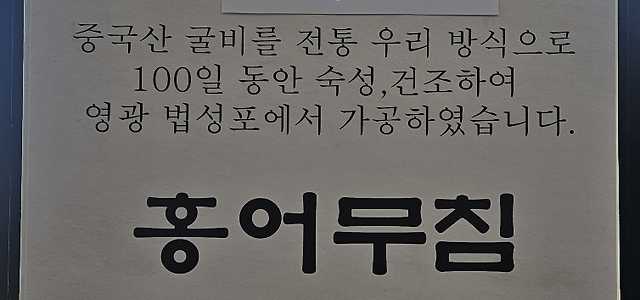 중국산 굴비를 전통 우리 방식으로
100일 동안 숙성,건조하여
영광 법성포에서 가공하였습니다.
홍어무침